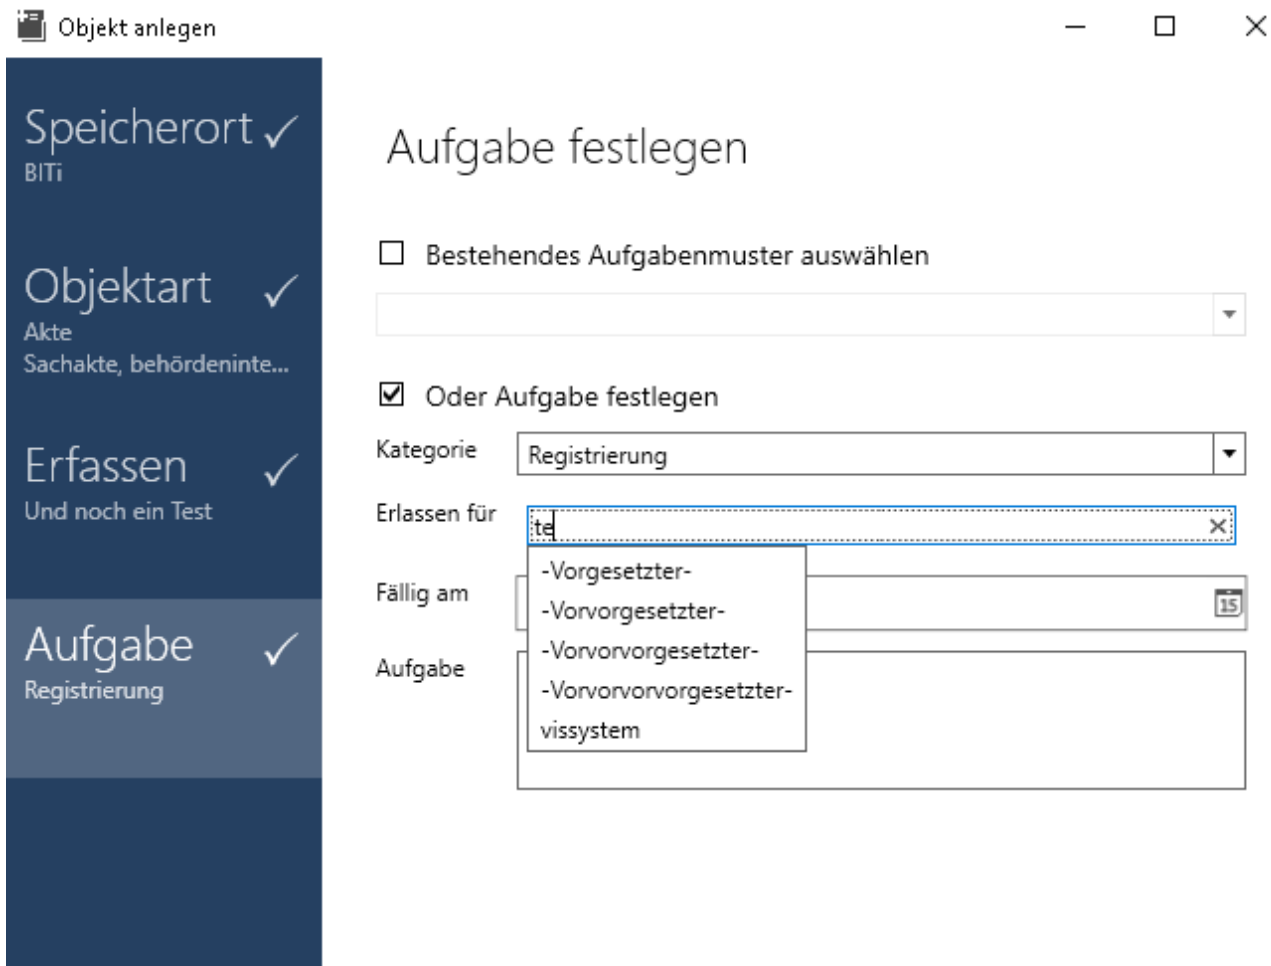 Objekt anlegen
Speicherort
BITi
Objektart
Akte
Sachakte, behördeninte...
Erfassen
Und noch ein Test
Aufgabe
Registrierung
Aufgabe festlegen
Bestehendes Aufgabenmuster auswählen
Oder Aufgabe festlegen
Kategorie
Registrierung
Erlassen für
te
-Vorgesetzter-
-Vorvorgesetzter-
-Vorvorvorgesetzter-
-Vorvorvorvorgesetzter-
vissystem
Fällig am
15
Aufgabe